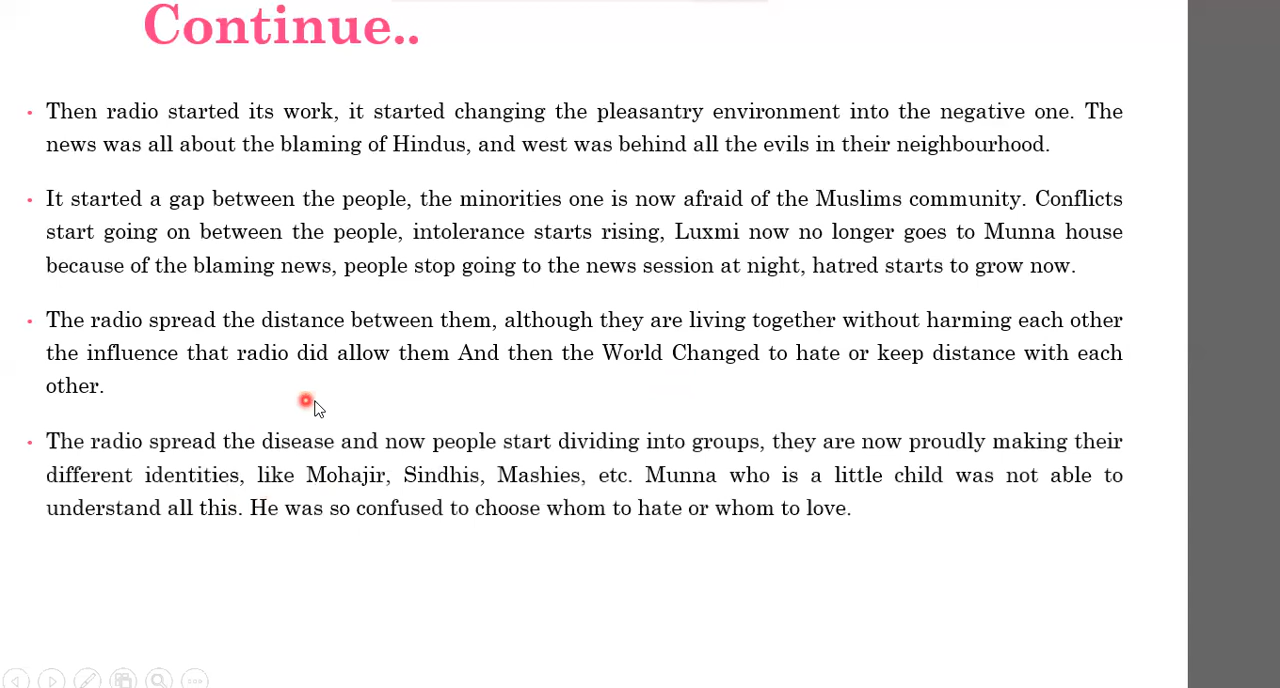 Continue..
• Then radio started its work, it started changing the pleasantry environment into the negative one. The
news was all about the blaming of Hindus, and west was behind all the evils in their neighbourhood.
• It started a gap between the people, the minorities one is now afraid of the Muslims community. Conflicts
start going on between the people, intolerance starts rising, Luxmi now no longer goes to Munna house
because of the blaming news, people stop going to the news session at night, hatred starts to grow now.
• The radio spread the distance between them, although they are living together without harming each other
the influence that radio did allow them And then the World Changed to hate or keep distance with each
other.
• The radio spread the disease and now people start dividing into groups, they are now proudly making their
different identities, like Mohajir, Sindhis, Mashies, etc. Munna who is a little child was not able to
understand all this. He was so confused to choose whom to hate or whom to love.